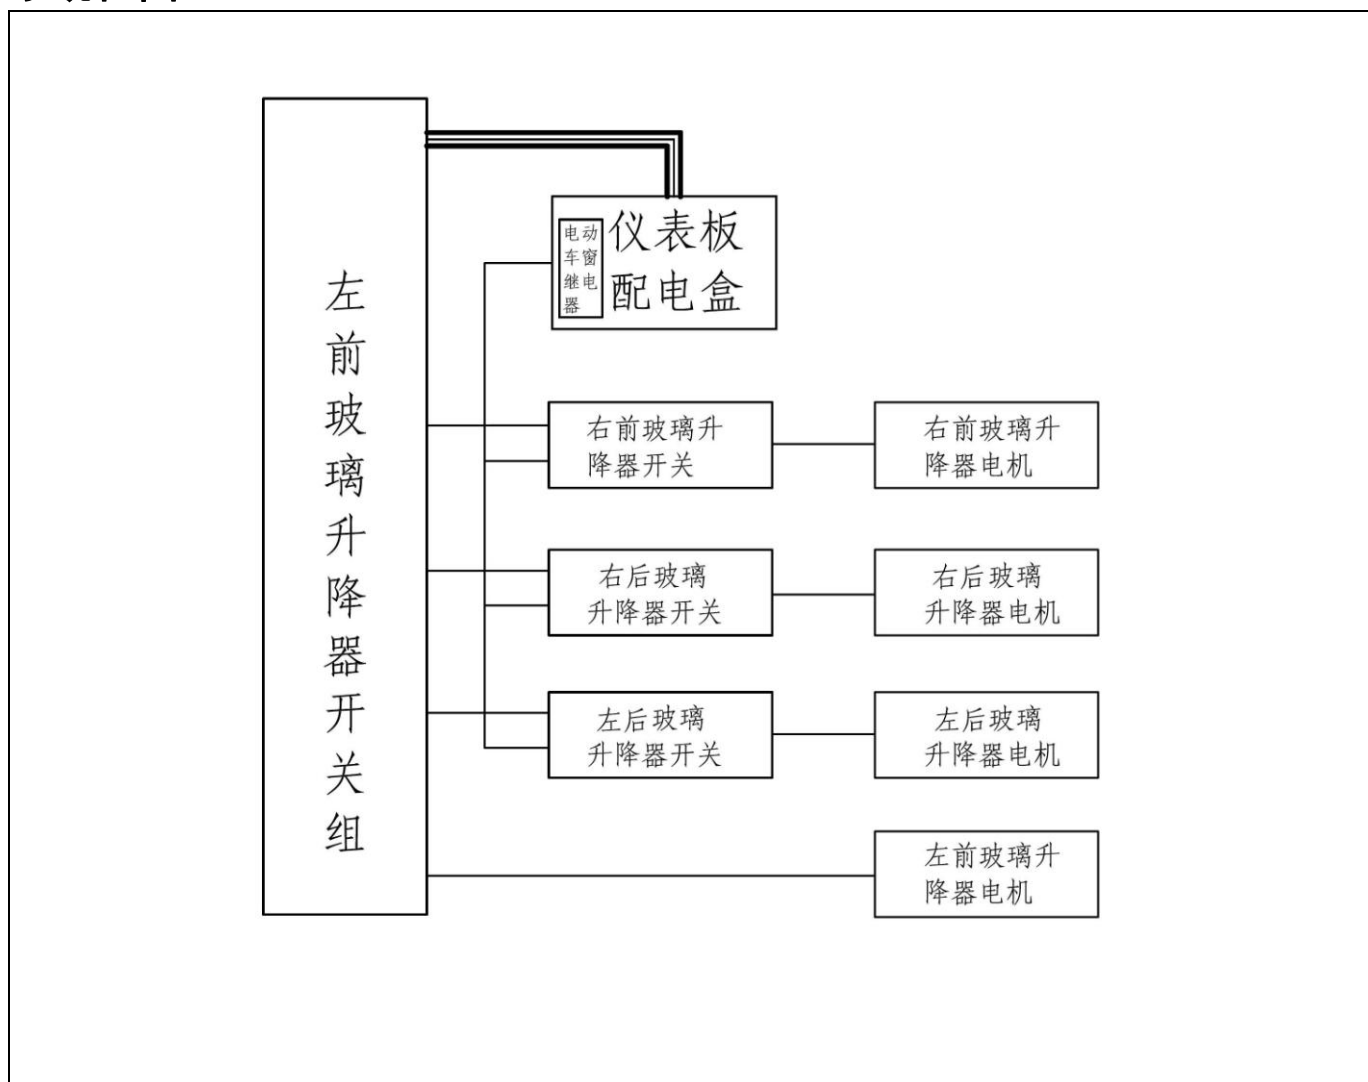 左前玻璃升降器开关组
仪表板
配电盒
电动
车窗
继电
器
右前玻璃升
降器开关
右前玻璃升
降器电机
右后玻璃
升降器开关
右后玻璃
升降器电机
左后玻璃
升降器开关
左后玻璃
升降器电机
左前玻璃升
降器电机